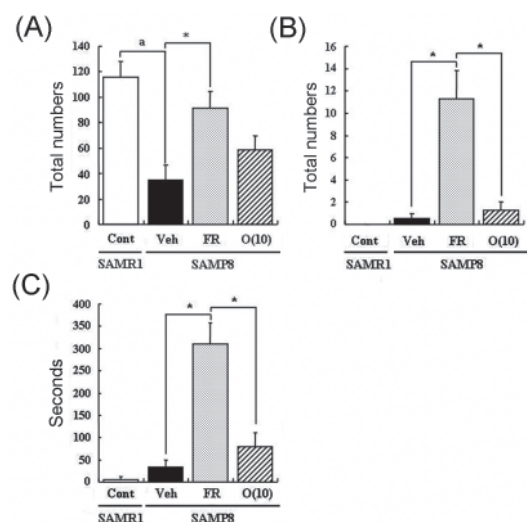 (A)
Total numbers
140
120
100
80
60
40
20
0
a
*
Cont Veh FR O(10)
SAMR1 SAMP8
(B)
Total numbers
16
14
12
10
8
6
4
2
0
*
*
Cont Veh FR O(10)
SAMR1 SAMP8
(C)
Seconds
400
350
300
250
200
150
100
50
0
*
*
Cont Veh FR O(10)
SAMR1 SAMP8